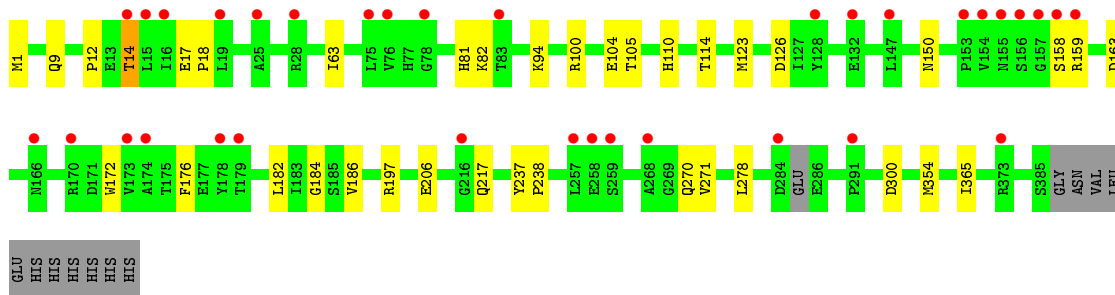 M1 Q9 P12 E13 T14 L15 I16 E17 P18 L19 A25 R28 I63 L75 V76 H77 G78 H81 K82 T83 K94 R100 E104 T105 H110 T114 M123 D126 I127 Y128 E132 L147 N150 P153 V154 N155 S156 G157 S158 R159 D163
N166 R170 D171 W172 V173 A174 T175 F176 E177 Y178 T179 L182 I183 G184 S185 V186 R197 E206 G216 Q217 Y237 P238 L257 E258 S259 A268 G269 Q270 V271 L278 D284 GLU E286 P291 D300 M354 I365 R373 S385 GLY ASN VAL LEU
GLU HIS HIS HIS HIS HIS HIS